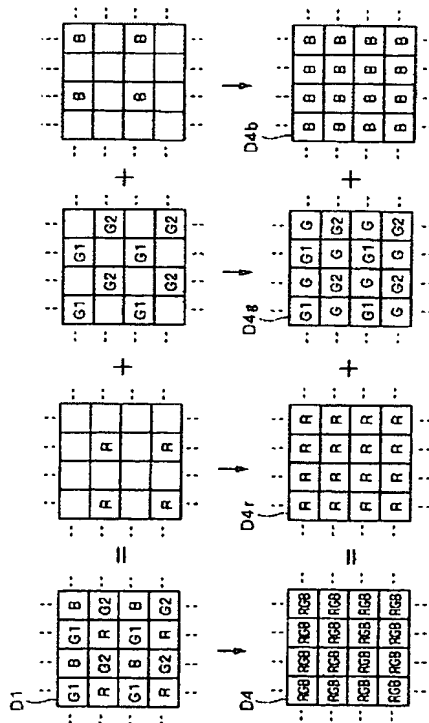 D1
G1 B G1 B
R G2 R G2
G1 B G1 B
R G2 R G2
=
R R
R R
+
G1 G1
G2 G2
G1 G1
G2 G2
+
B B
B B
D4
RGB RGB RGB RGB
RGB RGB RGB RGB
RGB RGB RGB RGB
RGB RGB RGB RGB
=
D4r
R R R R
R R R R
R R R R
R R R R
+
D4g
G1 G G1 G
G G2 G G2
G1 G G1 G
G G2 G G2
+
D4b
B B B B
B B B B
B B B B
B B B B